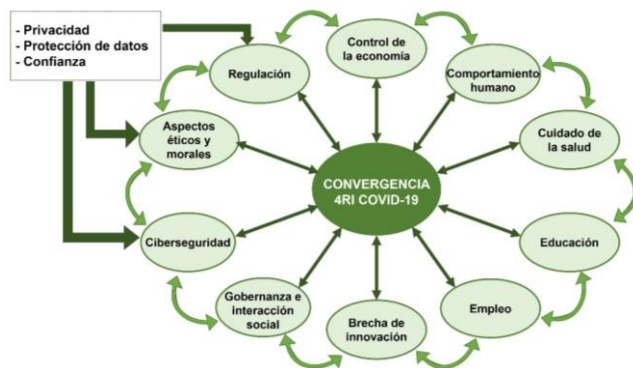 - Privacidad
- Protección de datos
- Confianza
Control de
la economía
Regulación
Comportamiento
humano
Aspectos
éticos y
morales
Cuidado de
la salud
CONVERGENCIA
4RI COVID-19
Ciberseguridad
Educación
Gobernanza e
interacción
social
Empleo
Brecha de
innovación